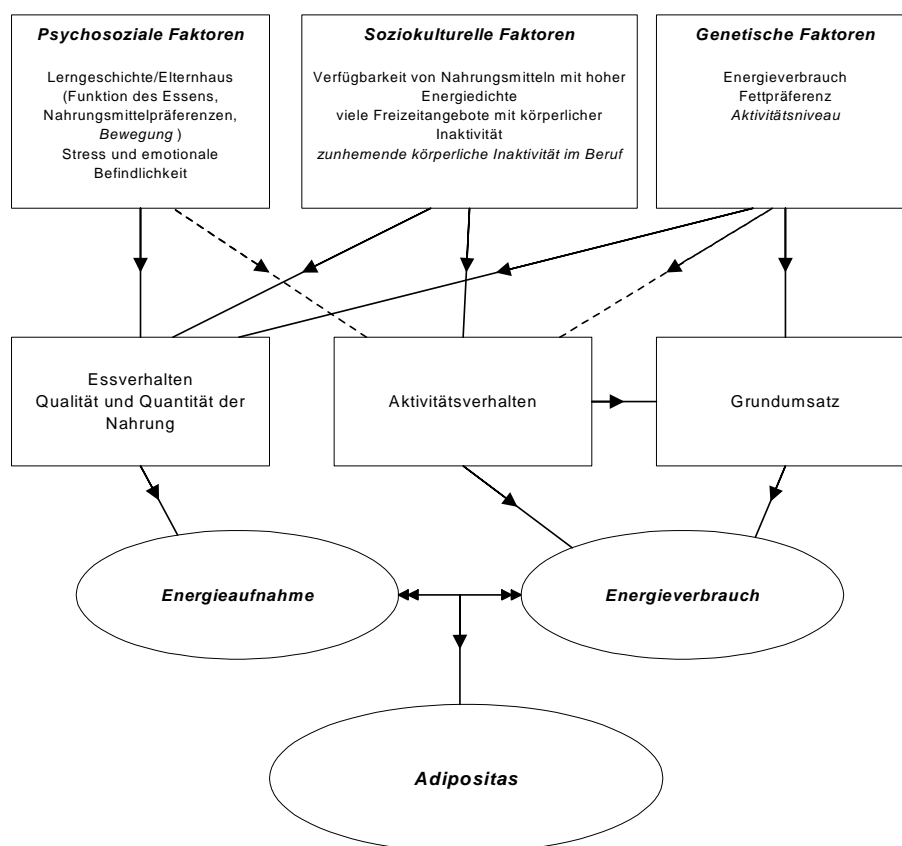 Psychosoziale Faktoren
Lerngeschichte/Elternhaus
(Funktion des Essens,
Nahrungsmittelpräferenzen,
Bewegung )
Stress und emotionale
Befindlichkeit
Soziokulturelle Faktoren
Verfügbarkeit von Nahrungsmitteln mit hoher
Energiedichte
viele Freizeitangebote mit körperlicher
Inaktivität
zunhemende körperliche Inaktivität im Beruf
Genetische Faktoren
Energieverbrauch
Fettpräferenz
Aktivitätsniveau
Essverhalten
Qualität und Quantität der
Nahrung
Aktivitätsverhalten
Grundumsatz
Energieaufnahme
Energieverbrauch
Adipositas